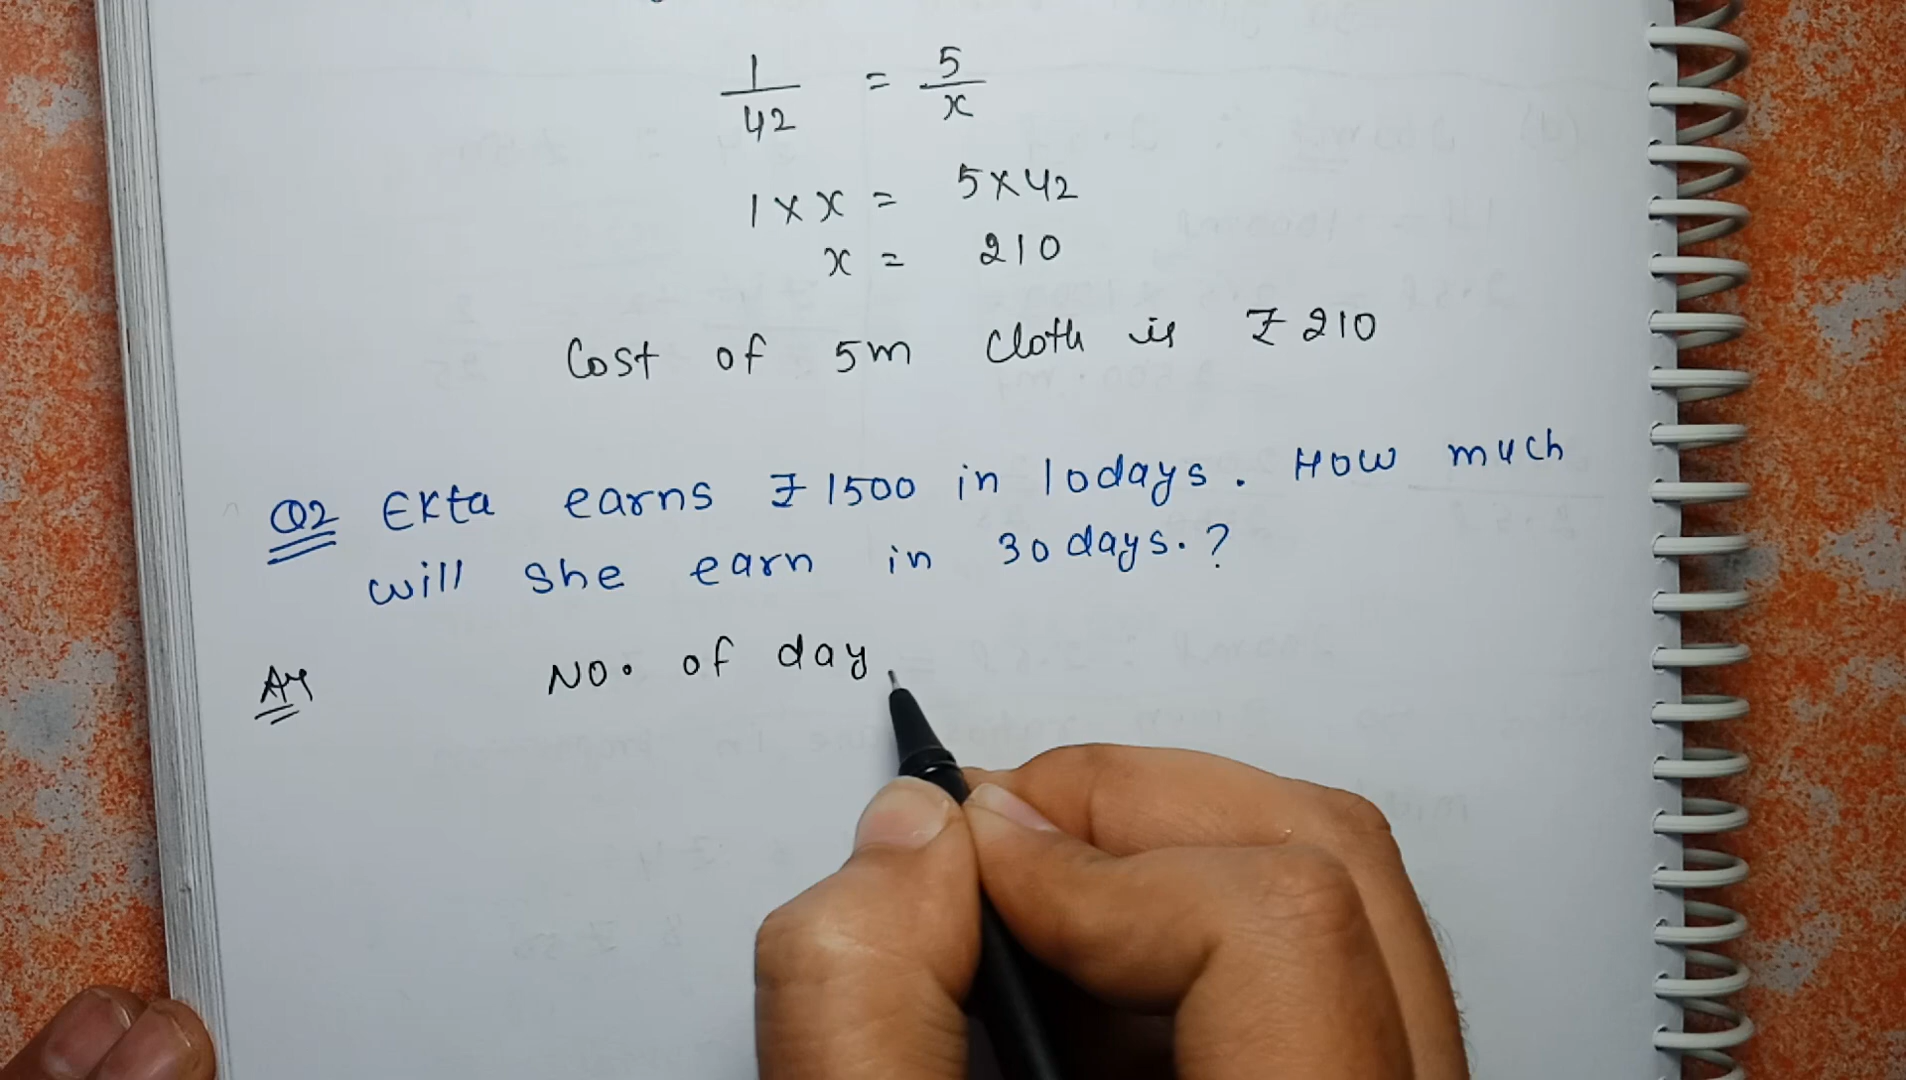 1/42 = 5/x
1 × x = 5 × 42
x = 210
Cost of 5m cloth is ₹ 210
Q2 Ekta earns ₹ 1500 in 10 days. How much
will she earn in 30 days.?
No. of day